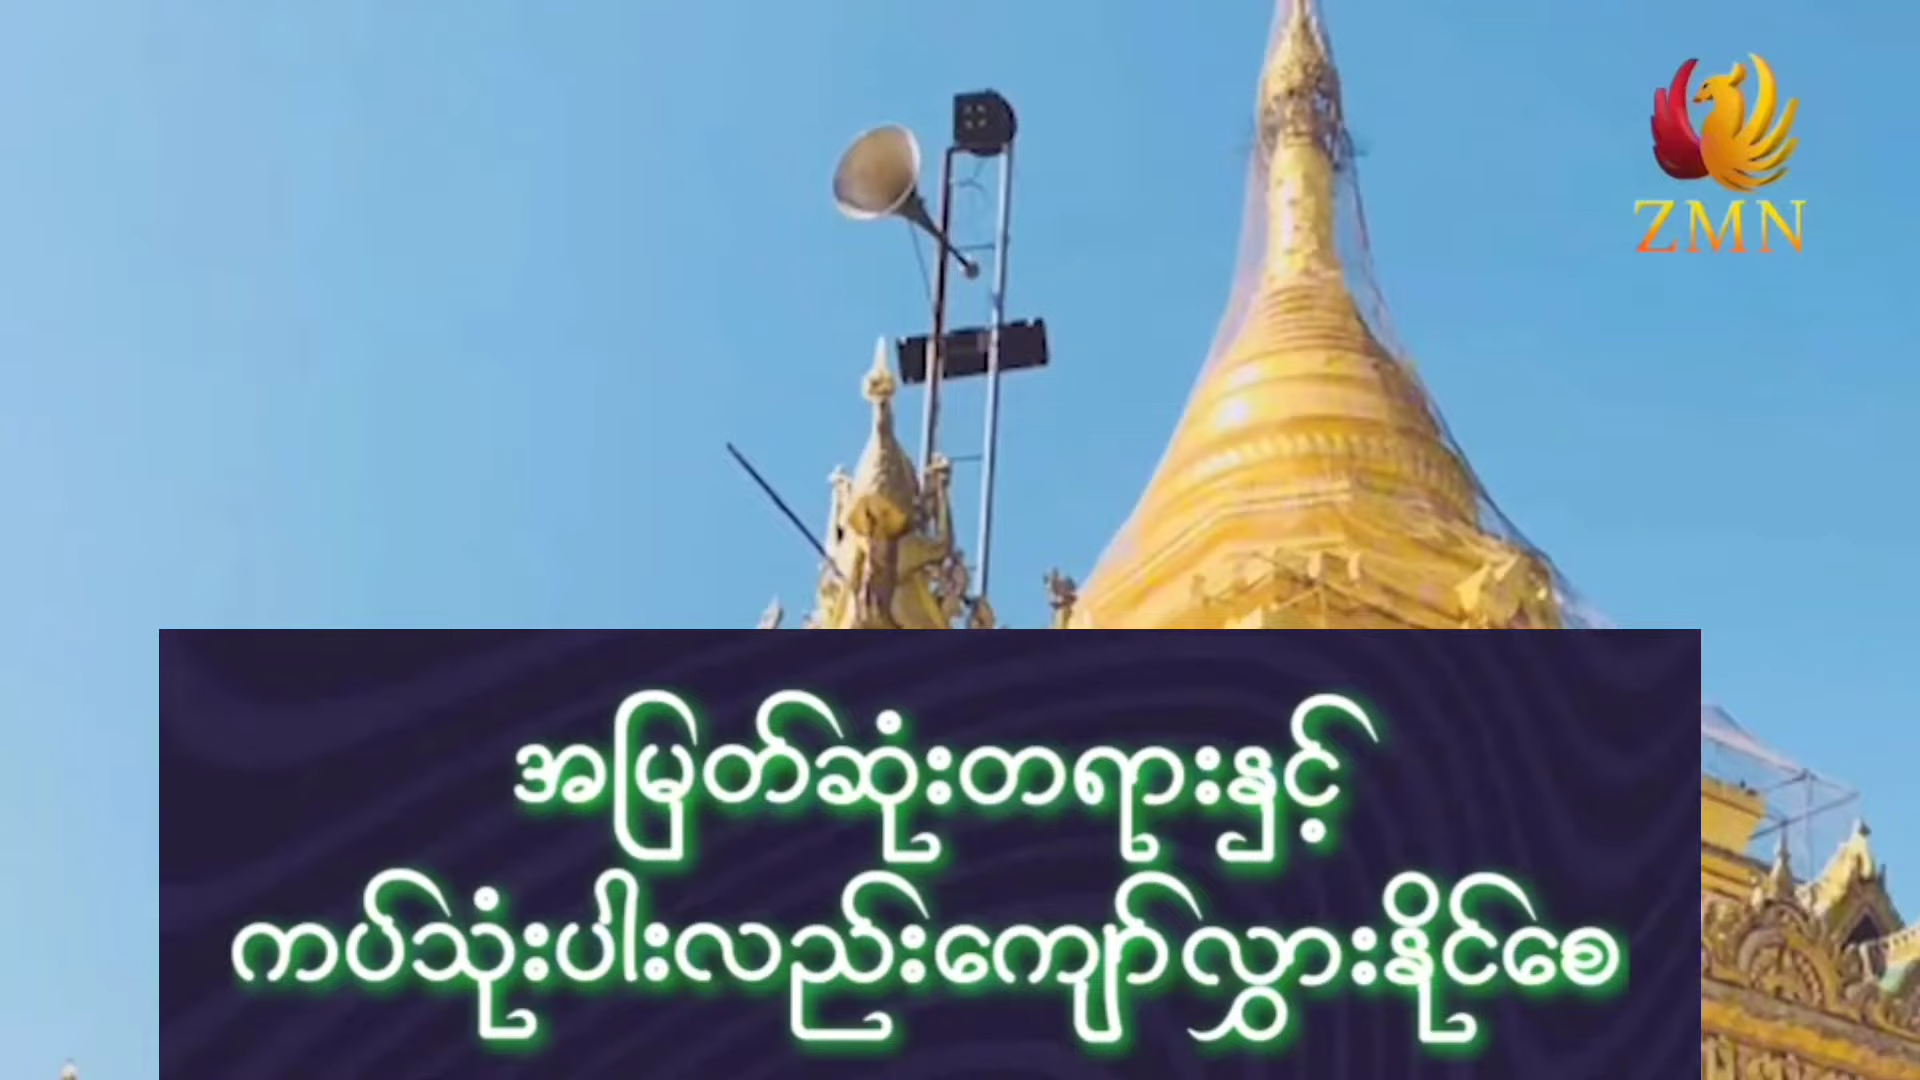 ZMN
အမြတ်ဆုံးတရားနှင့်
ကပ်သုံးပါးလည်းကျော်လွှားနိုင်စေ